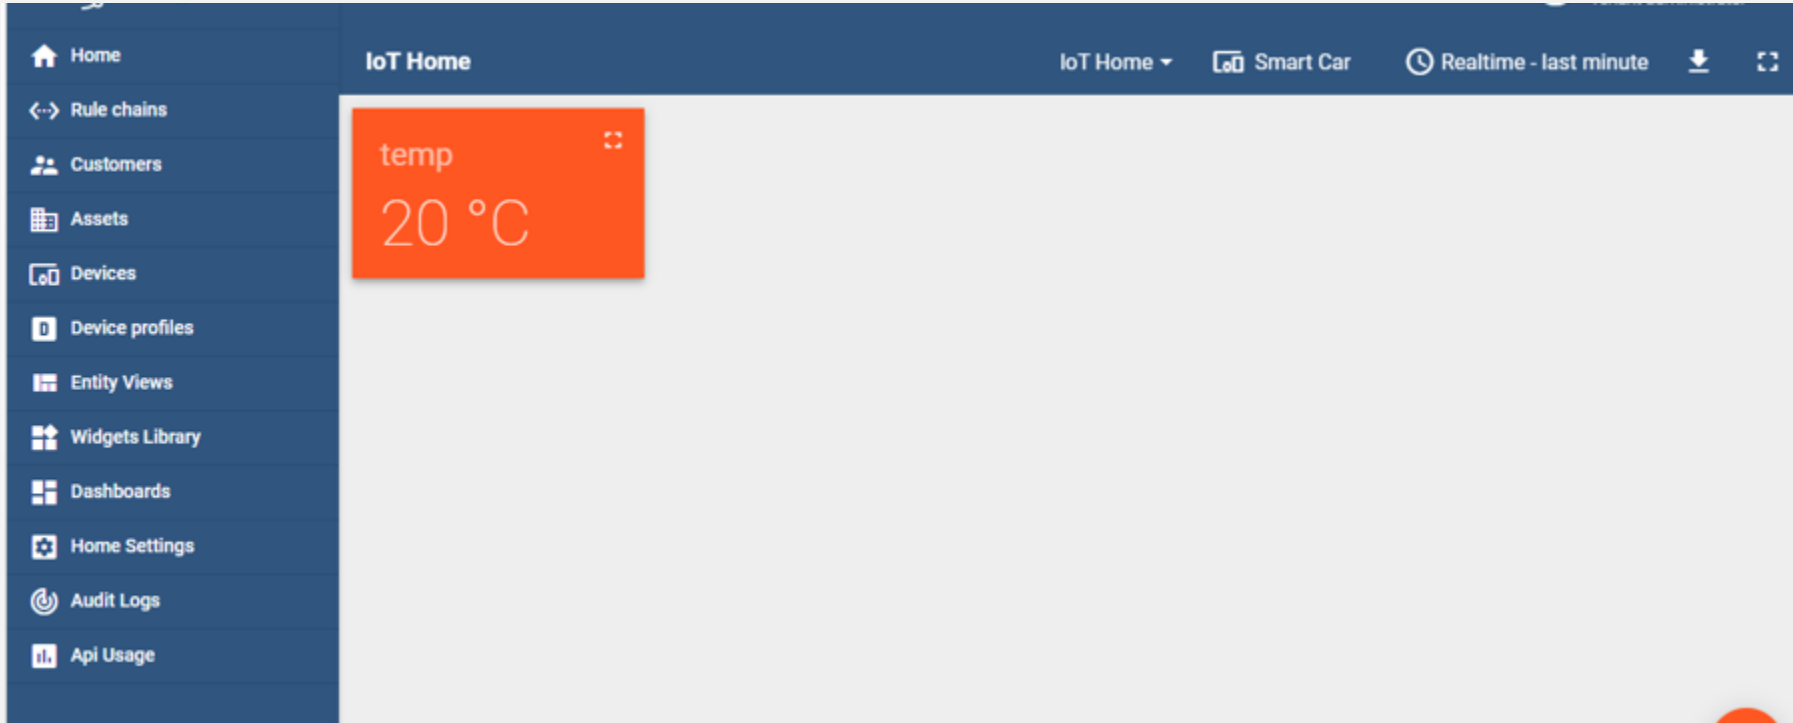 Home
Rule chains
Customers
Assets
Devices
Device profiles
Entity Views
Widgets Library
Dashboards
Home Settings
Audit Logs
Api Usage
IoT Home
IoT Home
Smart Car
Realtime - last minute
temp
20 °C